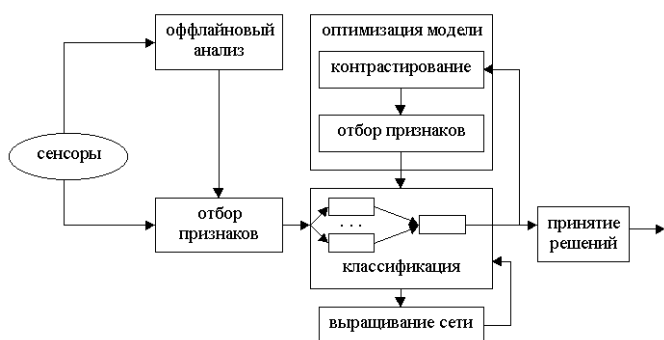 оффлайновый
анализ
оптимизация модели
контрастирование
отбор признаков
сенсоры
отбор
признаков
. . .
классификация
принятие
решений
выращивание сети